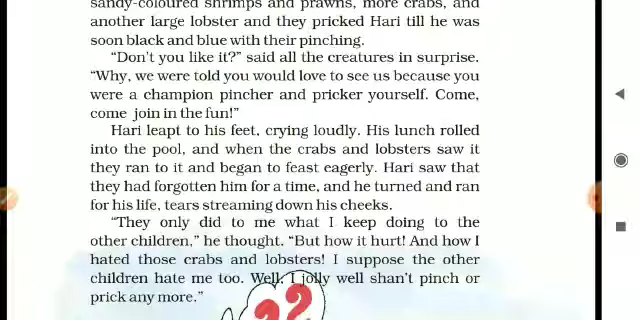 sandy-coloured shrimps and prawns, more crabs, and
another large lobster and they pricked Hari till he was
soon black and blue with their pinching.
“Don’t you like it?” said all the creatures in surprise.
“Why, we were told you would love to see us because you
were a champion pincher and pricker yourself. Come,
come join in the fun!”
Hari leapt to his feet, crying loudly. His lunch rolled
into the pool, and when the crabs and lobsters saw it
they ran to it and began to feast eagerly. Hari saw that
they had forgotten him for a time, and he turned and ran
for his life, tears streaming down his cheeks.
“They only did to me what I keep doing to the
other children,” he thought. “But how it hurt! And how I
hated those crabs and lobsters! I suppose the other
children hate me too. Well, I jolly well shan’t pinch or
prick any more.”
??